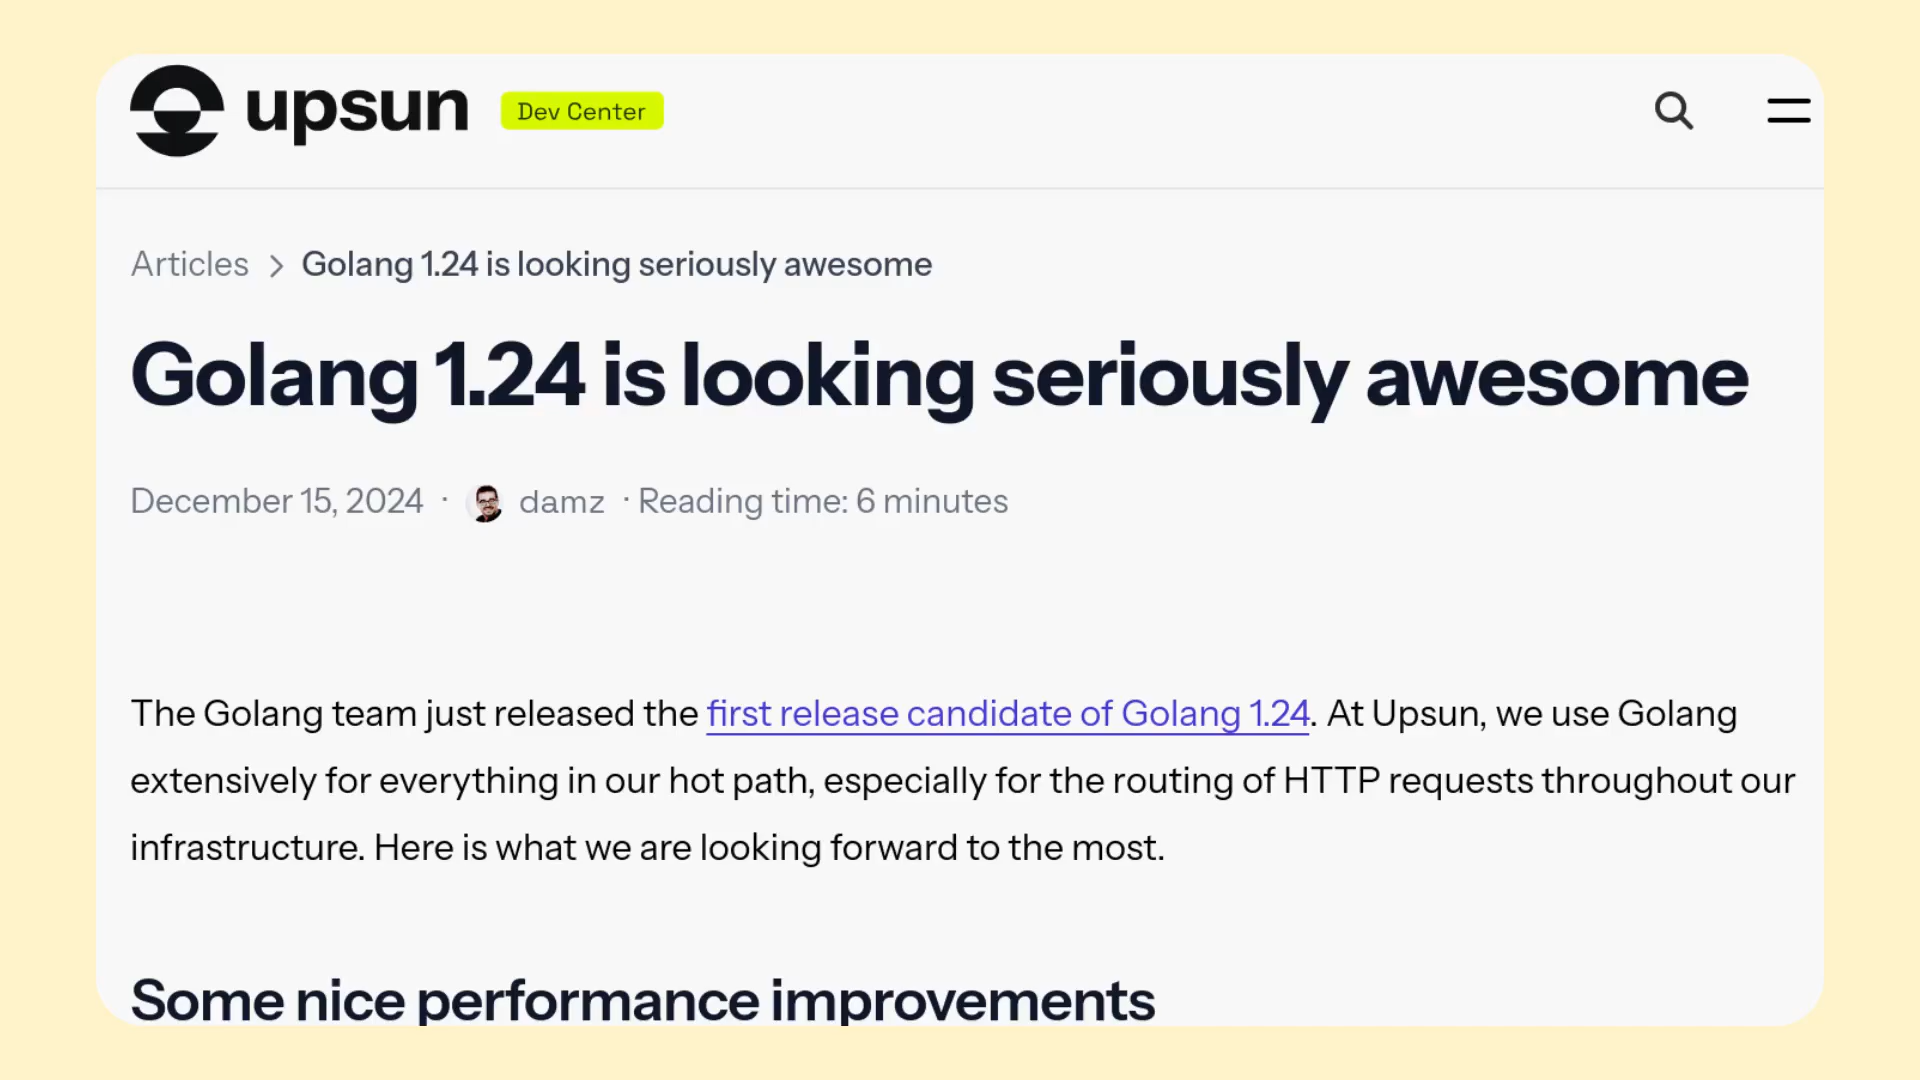 upsun Dev Center
Articles > Golang 1.24 is looking seriously awesome
Golang 1.24 is looking seriously awesome
December 15, 2024 · damz · Reading time: 6 minutes
The Golang team just released the first release candidate of Golang 1.24. At Upsun, we use Golang
extensively for everything in our hot path, especially for the routing of HTTP requests throughout our
infrastructure. Here is what we are looking forward to the most.
Some nice performance improvements